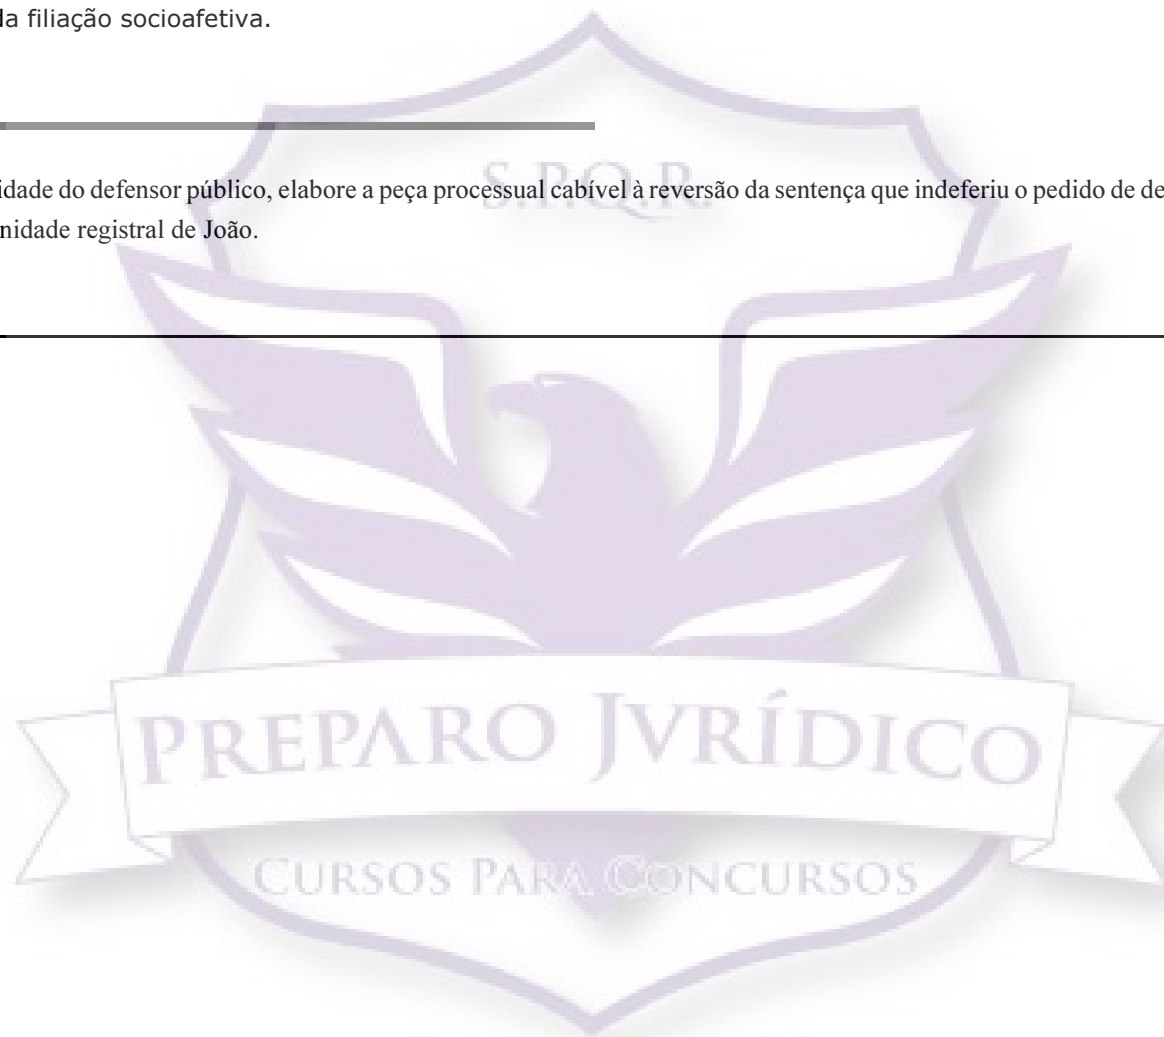 da filiação socioafetiva.
S.P.Q.R.
idade do defensor público, elabore a peça processual cabível à reversão da sentença que indeferiu o pedido de de
nidade registral de João.
PREPARO JVRÍDICO
CURSOS PARA CONCURSOS